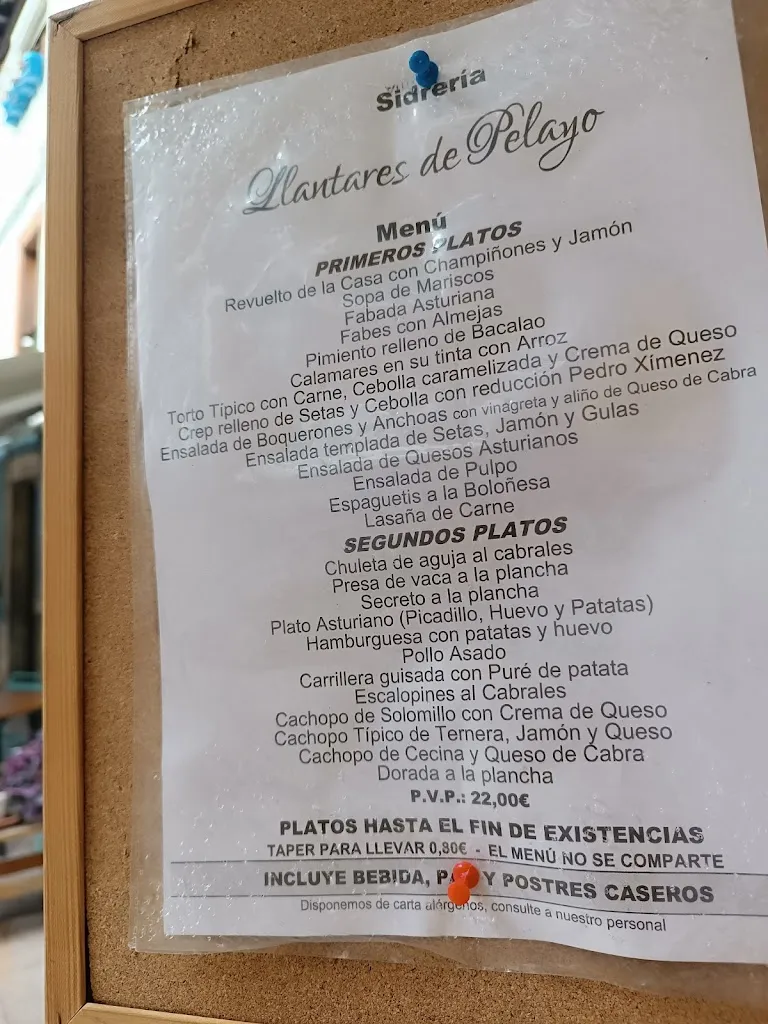 Sidrería
Llantares de Pelayo
Menú
PRIMEROS PLATOS
Revuelto de la Casa con Champiñones y Jamón
Sopa de Mariscos
Fabada Asturiana
Fabes con Almejas
Pimiento relleno de Bacalao
Calamares en su tinta con Arroz
Torto Típico con Carne, Cebolla caramelizada y Crema de Queso
Crep relleno de Setas y Cebolla con reducción Pedro Xímenez
Ensalada de Boquerones y Anchoas con vinagreta y aliño de Queso de Cabra
Ensalada templada de Setas, Jamón y Gulas
Ensalada de Quesos Asturianos
Ensalada de Pulpo
Espaguetis a la Boloñesa
Lasaña de Carne
SEGUNDOS PLATOS
Chuleta de aguja al cabrales
Presa de vaca a la plancha
Secreto a la plancha
Plato Asturiano (Picadillo, Huevo y Patatas)
Hamburguesa con patatas y huevo
Pollo Asado
Carrillera guisada con Puré de patata
Escalopines al Cabrales
Cachopo de Solomillo con Crema de Queso
Cachopo Típico de Ternera, Jamón y Queso
Cachopo de Cecina y Queso de Cabra
Dorada a la plancha
P.V.P.: 22,00€
PLATOS HASTA EL FIN DE EXISTENCIAS
TAPER PARA LLEVAR 0,80€ - EL MENÚ NO SE COMPARTE
INCLUYE BEBIDA, Y POSTRES CASEROS
Disponemos de carta alérgenos, consulte a nuestro personal